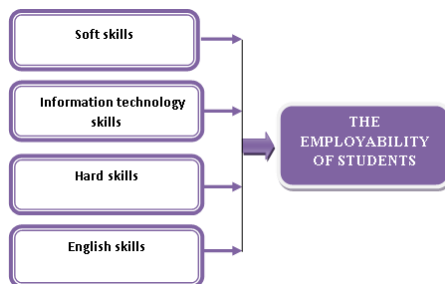 Soft skills
Information technology
skills
Hard skills
English skills
THE
EMPLOYABILITY
OF STUDENTS